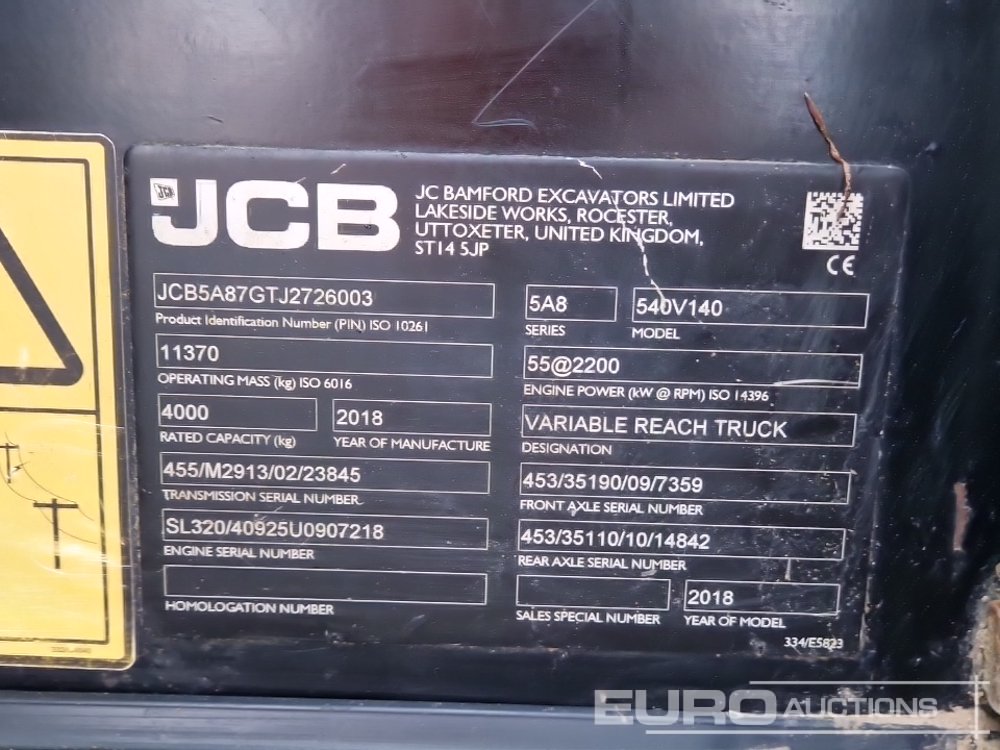 JCB
JC BAMFORD EXCAVATORS LIMITED
LAKESIDE WORKS, ROCESTER,
UTTOXETER, UNITED KINGDOM,
ST14 5JP
CE
JCB5A87GTJ2726003
Product Identification Number (PIN) ISO 10261
5A8
SERIES
540V140
MODEL
11370
OPERATING MASS (kg) ISO 6016
55@2200
ENGINE POWER (kW @ RPM) ISO 14396
4000
RATED CAPACITY (kg)
2018
YEAR OF MANUFACTURE
VARIABLE REACH TRUCK
DESIGNATION
455/M2913/02/23845
TRANSMISSION SERIAL NUMBER
453/35190/09/7359
FRONT AXLE SERIAL NUMBER
SL320/40925U0907218
ENGINE SERIAL NUMBER
453/35110/10/14842
REAR AXLE SERIAL NUMBER
HOMOLOGATION NUMBER
SALES SPECIAL NUMBER
2018
YEAR OF MODEL
334/E5823
EURO AUCTIONS